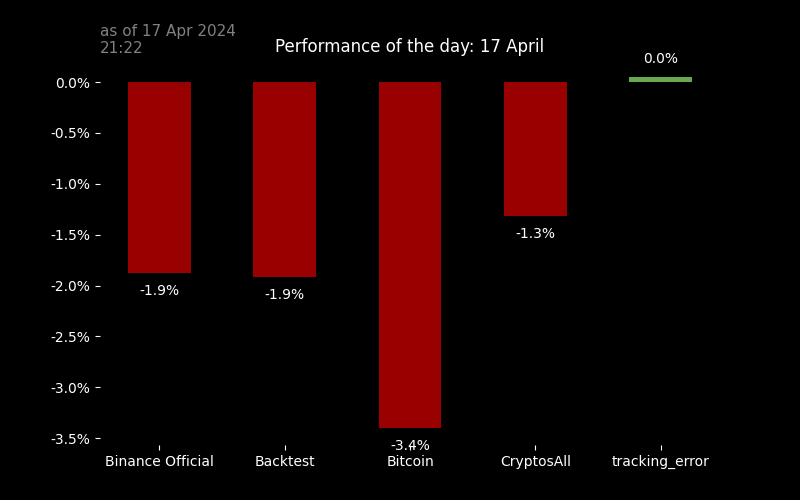 as of 17 Apr 2024
21:22
Performance of the day: 17 April
0.0%
0.0%
-0.5%
-1.0%
-1.5%
-2.0%
-2.5%
-3.0%
-3.5%
-1.9%
-1.9%
-3.4%
-1.3%
Binance Official
Backtest
Bitcoin
CryptosAll
tracking_error